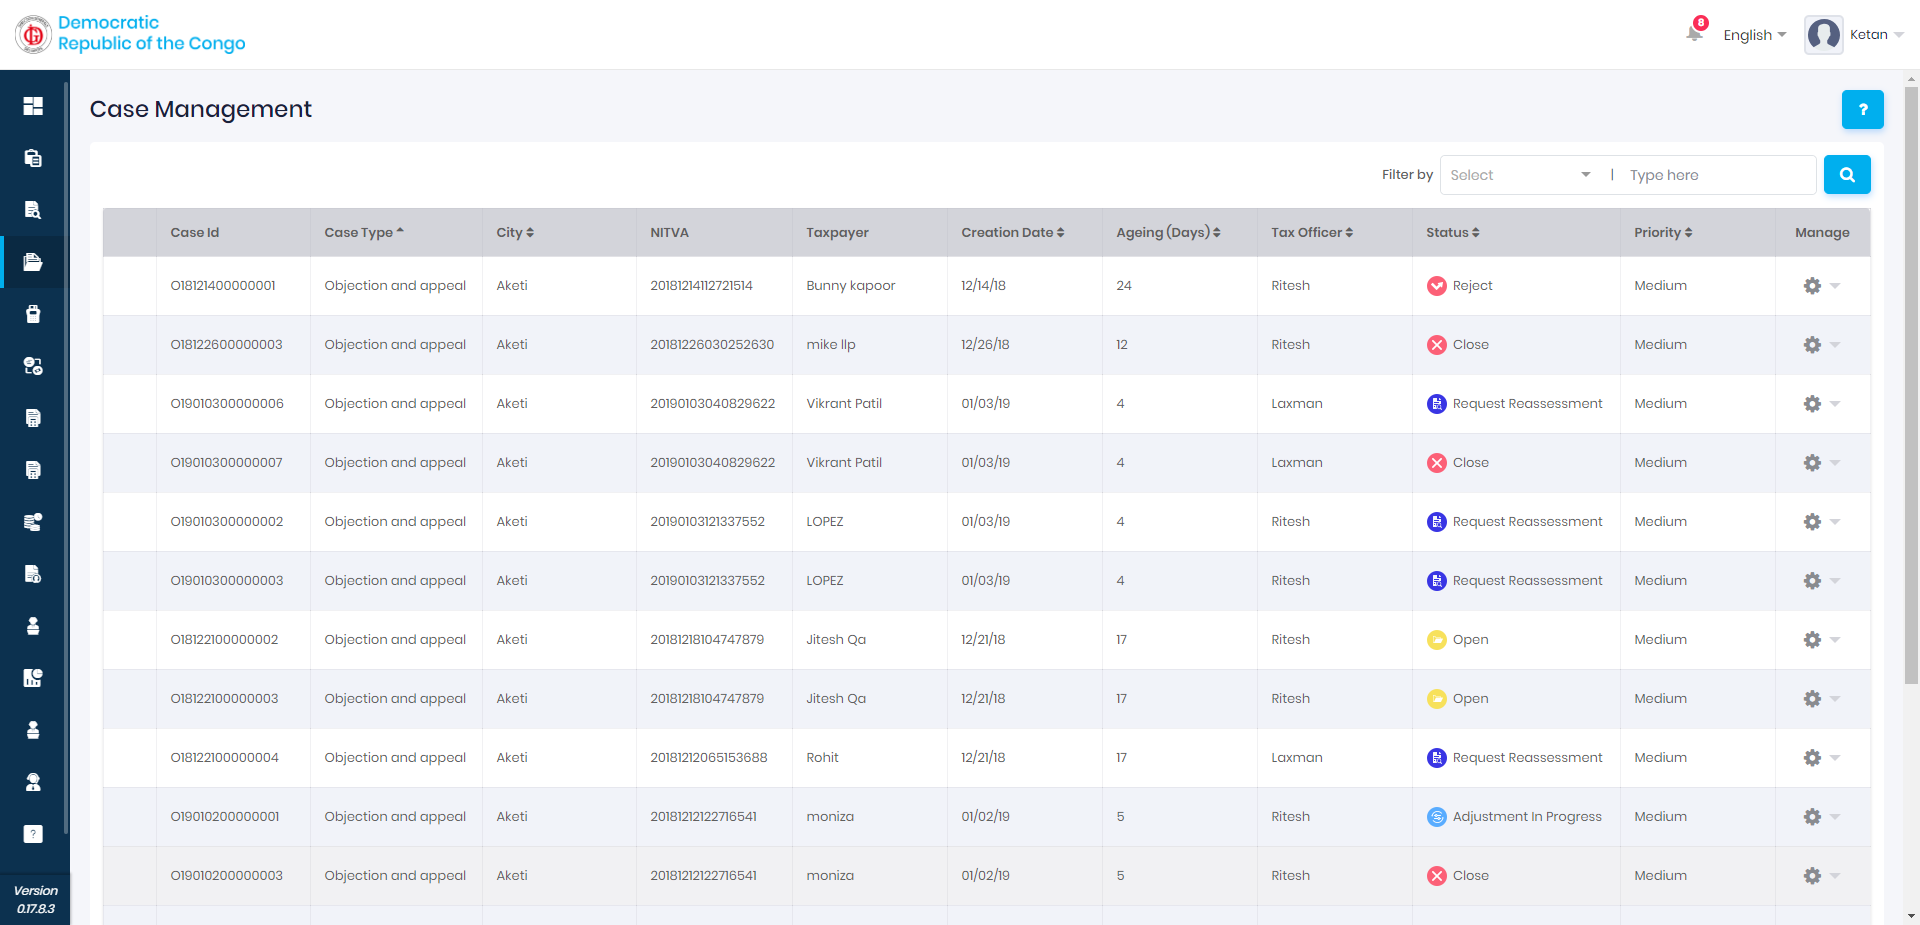 Democratic
Republic of the Congo
8
English
Ketan
Case Management
?
Filter by Select | Type here
Case Id Case Type City NITVA Taxpayer Creation Date Ageing (Days) Tax Officer Status Priority Manage
O18121400000001 Objection and appeal Aketi 20181214112721514 Bunny kapoor 12/14/18 24 Ritesh Reject Medium
O18122600000003 Objection and appeal Aketi 20181226030252630 mike llp 12/26/18 12 Ritesh Close Medium
O19010300000006 Objection and appeal Aketi 20190103040829622 Vikrant Patil 01/03/19 4 Laxman Request Reassessment Medium
O19010300000007 Objection and appeal Aketi 20190103040829622 Vikrant Patil 01/03/19 4 Laxman Close Medium
O19010300000002 Objection and appeal Aketi 20190103121337552 LOPEZ 01/03/19 4 Ritesh Request Reassessment Medium
O19010300000003 Objection and appeal Aketi 20190103121337552 LOPEZ 01/03/19 4 Ritesh Request Reassessment Medium
O18122100000002 Objection and appeal Aketi 20181218104747879 Jitesh Qa 12/21/18 17 Ritesh Open Medium
O18122100000003 Objection and appeal Aketi 20181218104747879 Jitesh Qa 12/21/18 17 Ritesh Open Medium
O18122100000004 Objection and appeal Aketi 20181212065153688 Rohit 12/21/18 17 Laxman Request Reassessment Medium
O19010200000001 Objection and appeal Aketi 20181212122716541 moniza 01/02/19 5 Ritesh Adjustment In Progress Medium
O19010200000003 Objection and appeal Aketi 20181212122716541 moniza 01/02/19 5 Ritesh Close Medium
Version
0.17.8.3